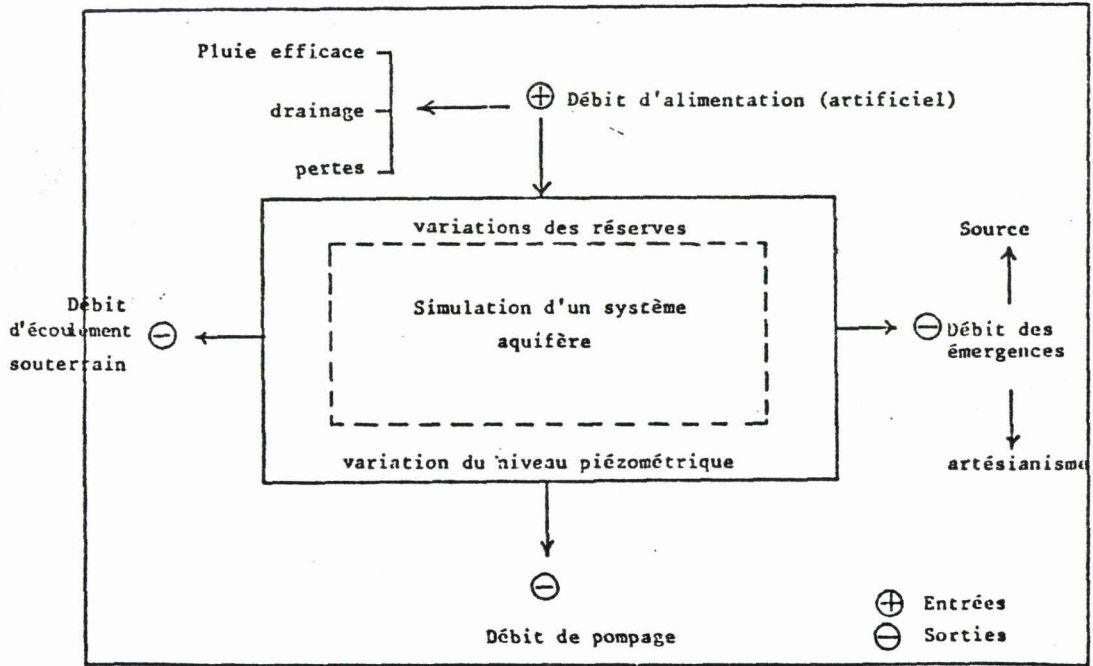 Pluie efficace
drainage
pertes
Débit d'alimentation (artificiel)
variations des réserves
Simulation d'un système
aquifère
variation du niveau piézométrique
Débit
d'écoulement
souterrain
Source
Débit des
émergences
artésianisme
Débit de pompage
Entrées
Sorties